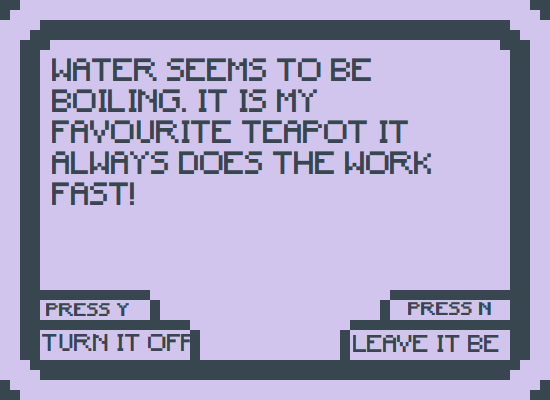 WATER SEEMS TO BE
BOILING. IT IS MY
FAVOURITE TEAPOT IT
ALWAYS DOES THE WORK
FAST!
PRESS Y
PRESS N
TURN IT OFF
LEAVE IT BE